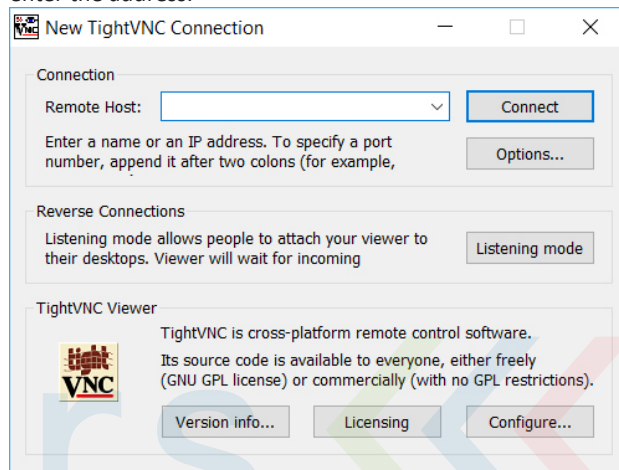 enter the address.
New TightVNC Connection
Connection
Remote Host:
Connect
Enter a name or an IP address. To specify a port
number, append it after two colons (for example,
Options...
Reverse Connections
Listening mode allows people to attach your viewer to
their desktops. Viewer will wait for incoming
Listening mode
TightVNC Viewer
tight
VNC
TightVNC is cross-platform remote control software.
Its source code is available to everyone, either freely
(GNU GPL license) or commercially (with no GPL restrictions).
Version info...
Licensing
Configure...
rs